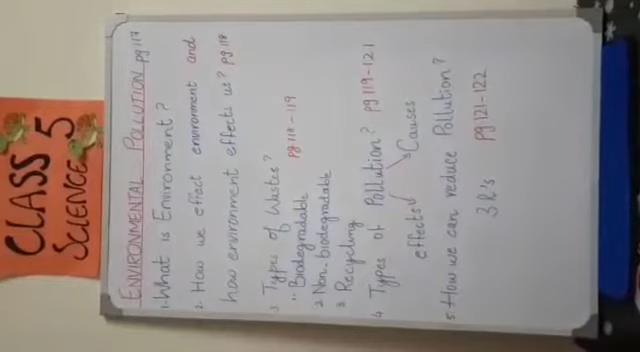 CLASS 5
SCIENCE
ENVIRONMENTAL POLLUTION pg 117
1. What is Environment?
2. How we effect environment and
how environment effects us? pg 118
3. Types of Wastes?
1. Biodegradable pg 118-119
2 Non-biodegradable
3 Recycling
4. Types of Pollution? pg 119-121
effects Causes
5. How we can reduce Pollution?
3 R's pg 121-122